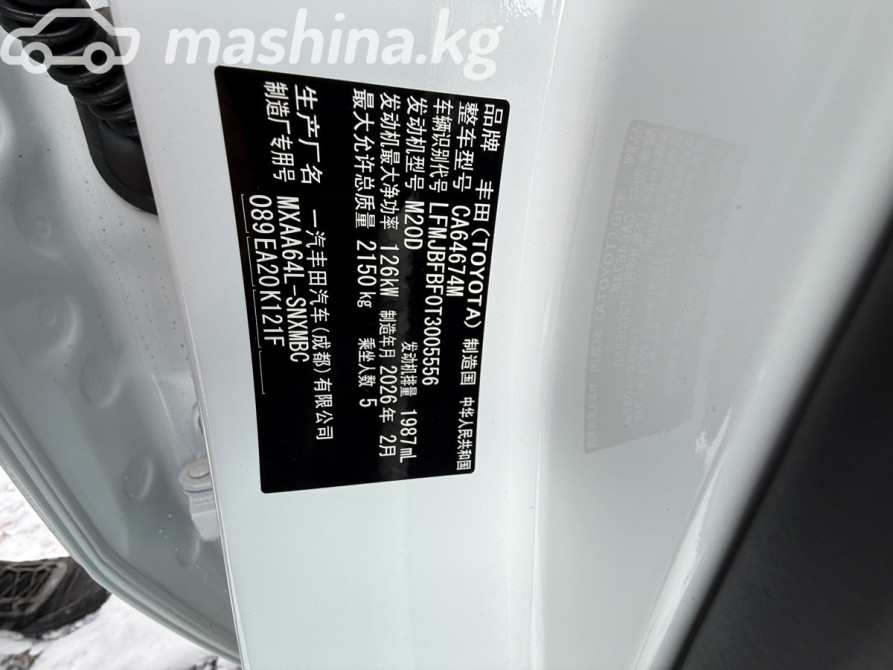 mashina.kg
品牌 丰田(TOYOTA) 制造国 中华人民共和国
整车型号 CA64674M
车辆识别代号 LFMJBFBF0T3005556
发动机型号 M20D 发动机排量 1987mL
发动机最大净功率 126kW 制造年月 2026年 2月
最大允许总质量 2150kg 乘坐人数 5
生产厂名 一汽丰田汽车(成都)有限公司
制造厂专用号 MXAA64L-SNXMBC
089EA20K121F